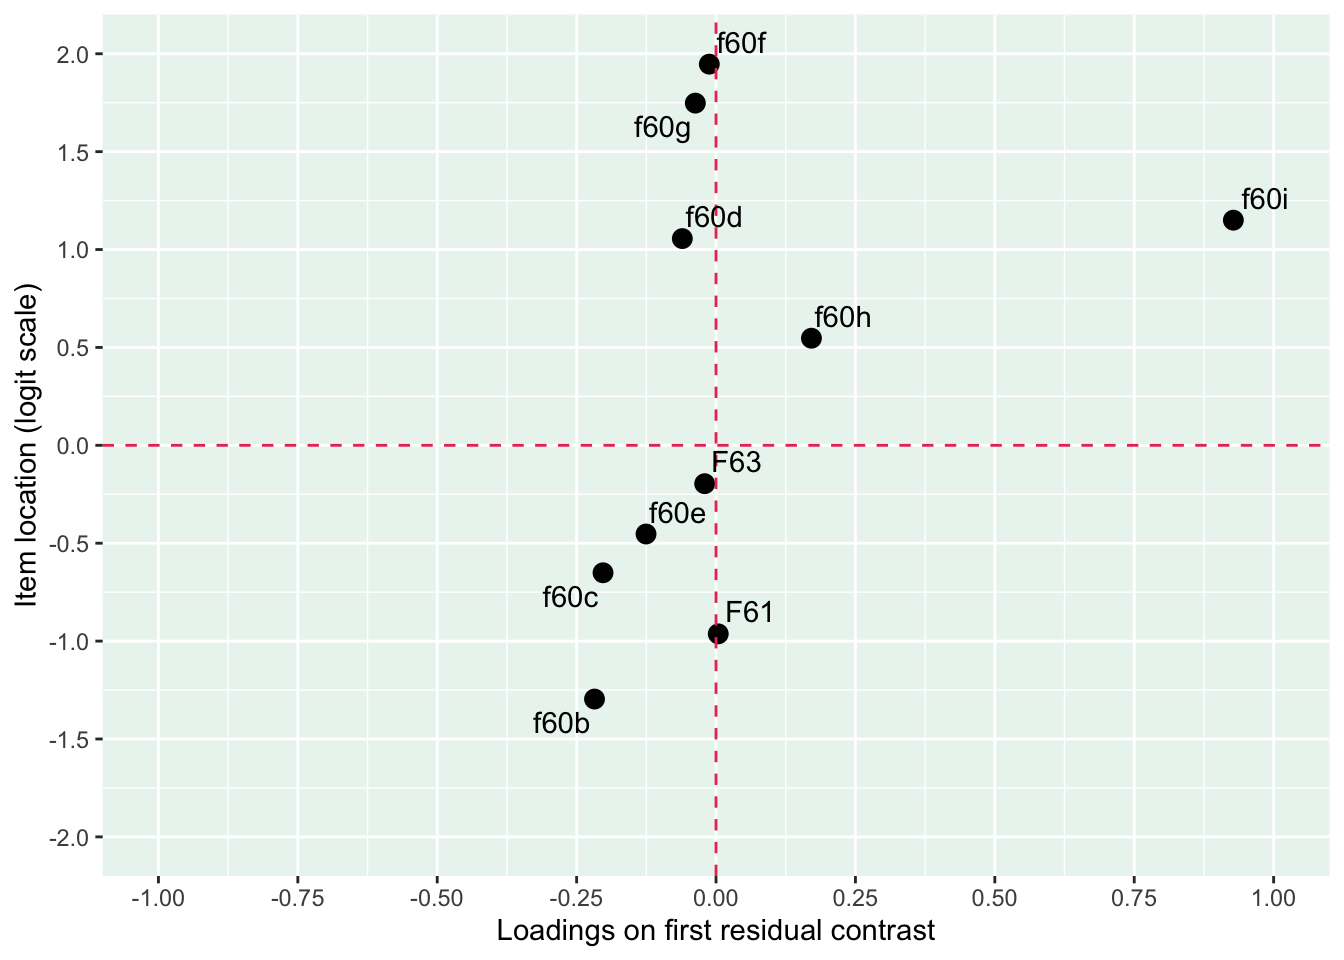 f60f
2.0
f60g
1.5
f60d
f60i
1.0
f60h
0.5
0.0
F63
f60e
-0.5
f60c
F61
-1.0
f60b
-1.5
-2.0
Item location (logit scale)
-1.00 -0.75 -0.50 -0.25 0.00 0.25 0.50 0.75 1.00
Loadings on first residual contrast